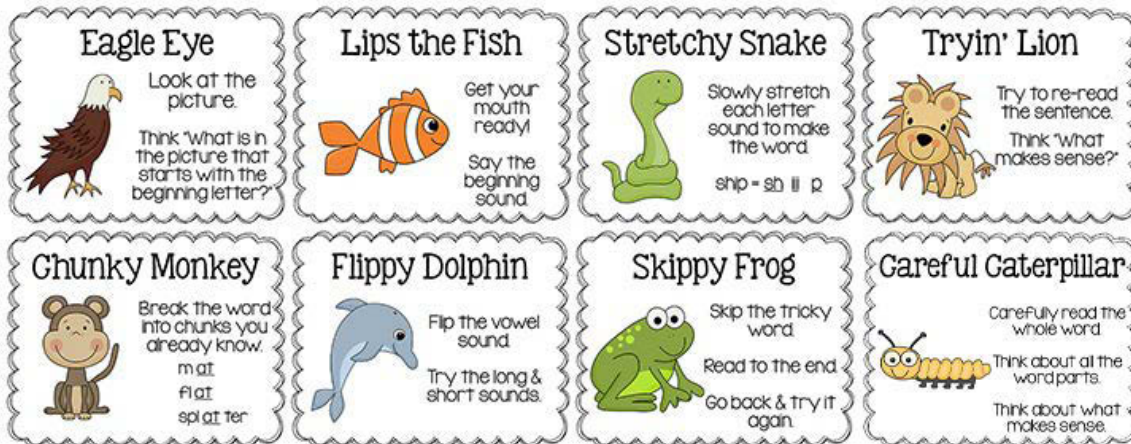 Eagle Eye
Look at the
picture.
Think "What is in
the picture that
starts with the
beginning letter?"
Lips the Fish
Get your
mouth
ready!
Say the
beginning
sound.
Stretchy Snake
Slowly stretch
each letter
sound to make
the word.
ship = sh iii p
Tryin' Lion
Try to re-read
the sentence.
Think "What
makes sense?"
Chunky Monkey
Break the word
into chunks you
already know.
m at
fl at
spl at ter
Flippy Dolphin
Flip the vowel
sound.
Try the long &
short sounds.
Skippy Frog
Skip the tricky
word.
Read to the end.
Go back & try it
again.
Careful Caterpillar
Carefully read the
whole word.
Think about all the
word parts.
Think about what
makes sense.